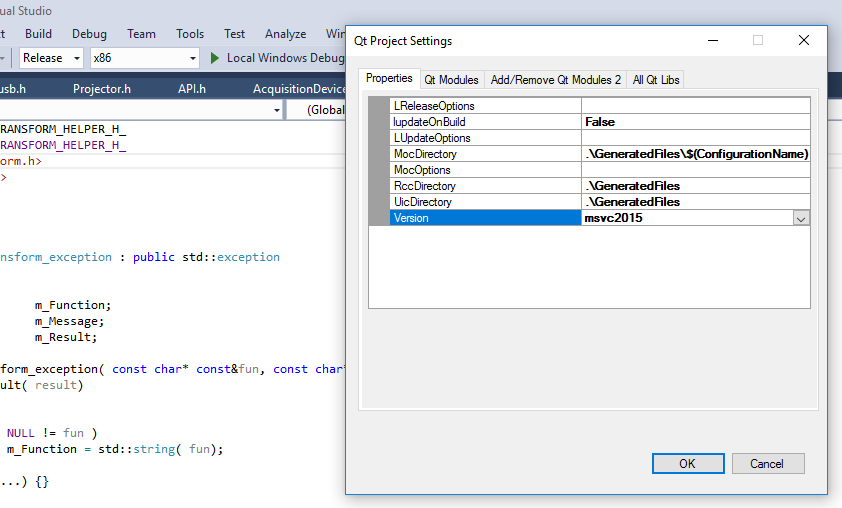 ual Studio
Build Debug Team Tools Test Analyze
Release x86 Local Windows Debug
usb.h Projector.h API.h AcquisitionDevice
(Global
RANSFORM_HELPER_H_
RANSFORM_HELPER_H_
orm.h>
>
nsform_exception : public std::exception
m_Function;
m_Message;
m_Result;
form_exception( const char* const&fun, const char*
ult( result)
NULL != fun )
m_Function = std::string( fun);
...) {}
Qt Project Settings
Properties Qt Modules Add/Remove Qt Modules 2 All Qt Libs
LReleaseOptions
lupdateOnBuild False
LUpdateOptions
MocDirectory .\GeneratedFiles\$(ConfigurationName)
MocOptions
RccDirectory .\GeneratedFiles
UicDirectory .\GeneratedFiles
Version msvc2015
OK Cancel